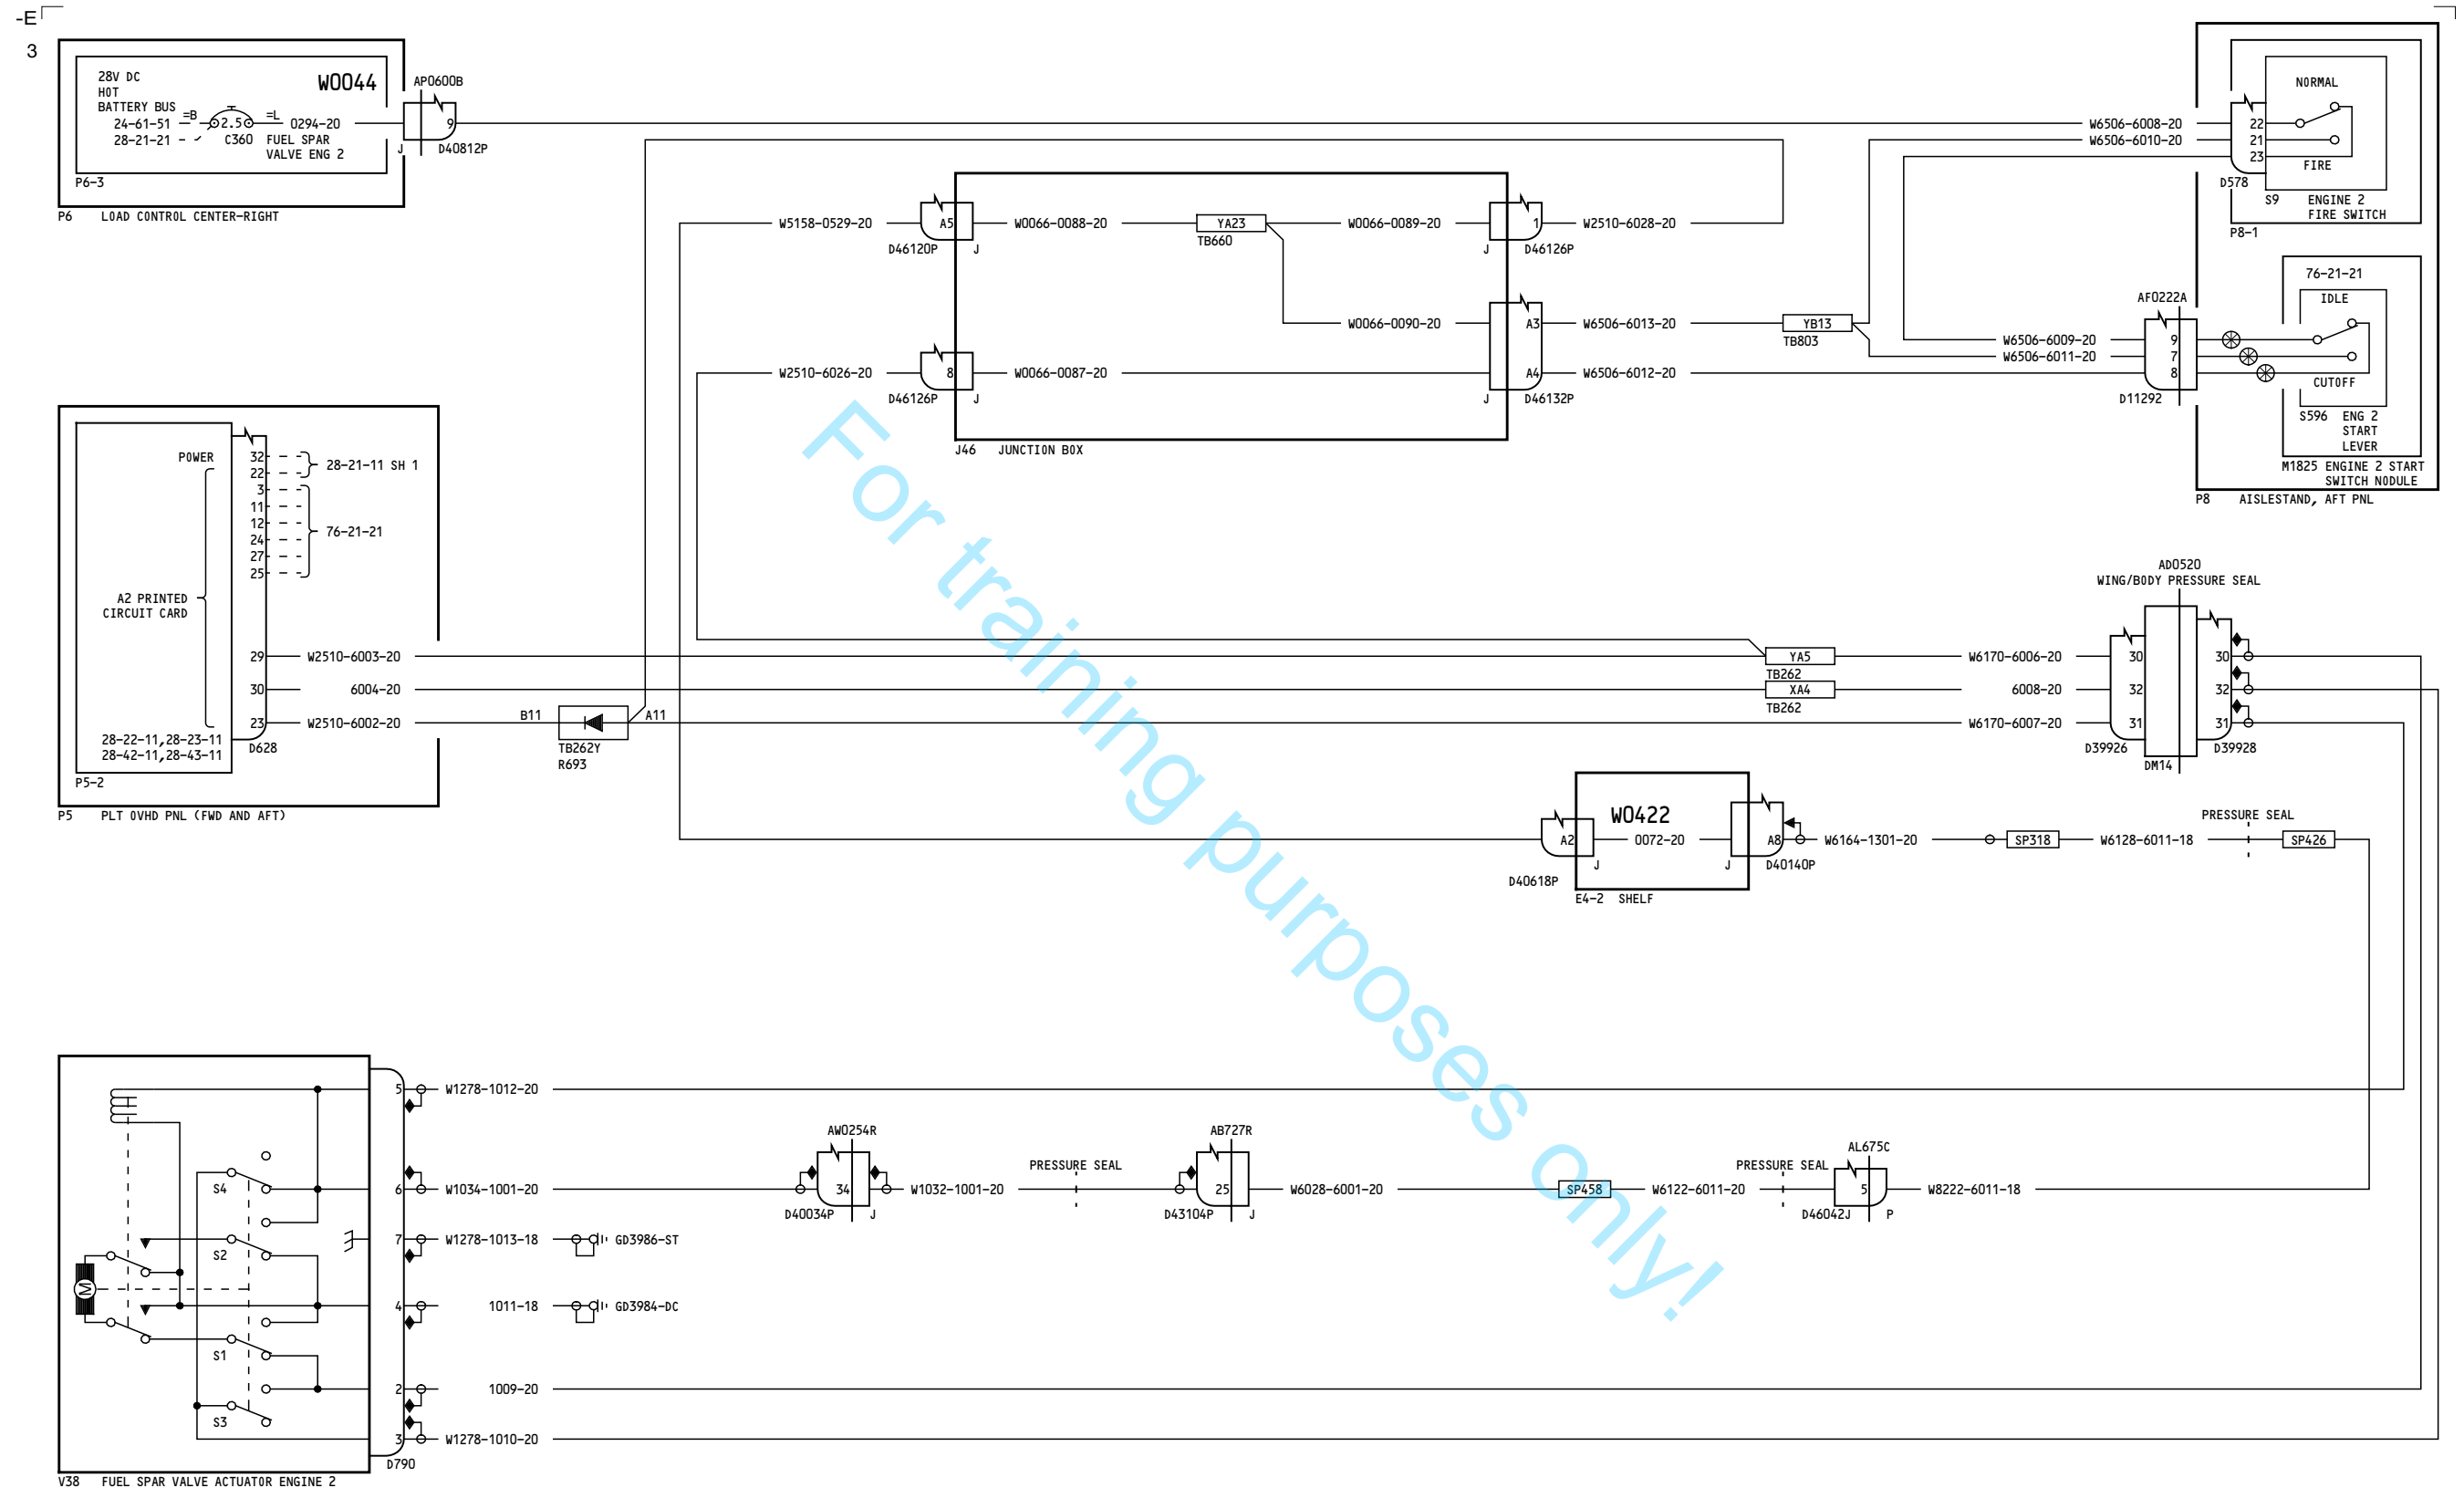 -E
3
28V DC
HOT
BATTERY BUS
24-61-51
28-21-21
=B
2.5
=L
C360
0294-20
FUEL SPAR
VALVE ENG 2
W0044
P6-3
P6 LOAD CONTROL CENTER-RIGHT
AP0600B
9
J
D40812P
W6506-6008-20
W6506-6010-20
22
21
23
NORMAL
FIRE
D578
S9 ENGINE 2
FIRE SWITCH
P8-1
W5158-0529-20
A5
D46120P
J
W0066-0088-20
YA23
TB660
W0066-0089-20
J
1
D46126P
W2510-6028-20
W0066-0090-20
A3
W6506-6013-20
YB13
TB803
W2510-6026-20
8
D46126P
J
W0066-0087-20
J
A4
D46132P
W6506-6012-20
J46 JUNCTION BOX
W6506-6009-20
W6506-6011-20
AF0222A
9
7
8
D11292
76-21-21
IDLE
CUTOFF
S596 ENG 2
START
LEVER
M1825 ENGINE 2 START
SWITCH NODULE
P8 AISLESTAND, AFT PNL
POWER
32
22
28-21-11 SH 1
3
11
12
24
27
25
76-21-21
A2 PRINTED
CIRCUIT CARD
29
W2510-6003-20
30
6004-20
23
W2510-6002-20
28-22-11,28-23-11
28-42-11,28-43-11
D628
P5-2
P5 PLT OVHD PNL (FWD AND AFT)
B11
A11
TB262Y
R693
YA5
TB262
XA4
TB262
W6170-6006-20
6008-20
W6170-6007-20
AD0520
WING/BODY PRESSURE SEAL
30
32
31
D39926
DM14
30
32
31
D39928
W0422
A2
J
0072-20
J
A8
D40618P
D40140P
E4-2 SHELF
W6164-1301-20
SP318
W6128-6011-18
PRESSURE SEAL
SP426
5
W1278-1012-20
S4
6
W1034-1001-20
AW0254R
34
D40034P
J
W1032-1001-20
PRESSURE SEAL
AB727R
25
D43104P
J
W6028-6001-20
SP458
W6122-6011-20
PRESSURE SEAL
AL675C
5
D46042J
P
W8222-6011-18
S2
7
W1278-1013-18
GD3986-ST
M
4
1011-18
GD3984-DC
S1
2
1009-20
S3
3
W1278-1010-20
D790
V38 FUEL SPAR VALVE ACTUATOR ENGINE 2
For training purposes only!